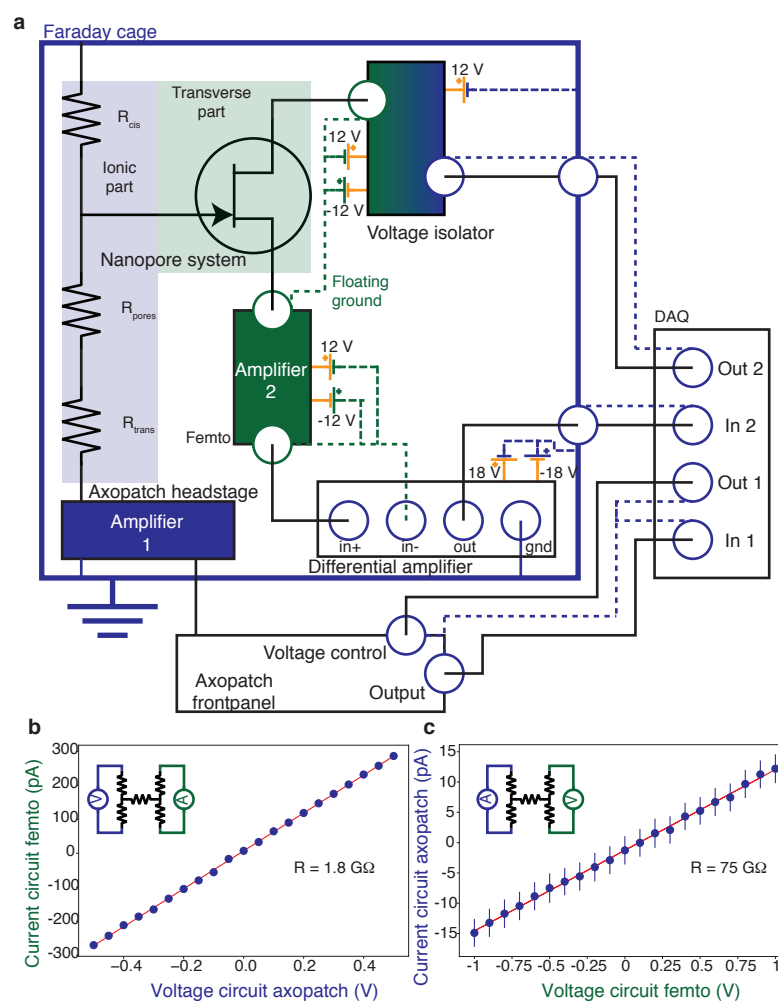 a
Faraday cage
Transverse
part
12 V
R_cis
12 V
Ionic
part
-12 V
Voltage isolator
Nanopore system
Floating
ground
R_pores
DAQ
12 V
Amplifier
2
Out 2
-12 V
R_trans
Femto
In 2
18 V
-18 V
Axopatch headstage
Out 1
Amplifier
1
in+
in-
out
gnd
In 1
Differential amplifier
Voltage control
Axopatch
frontpanel
Output
b
Current circuit femto (pA)
300
200
100
0
-100
-200
-300
V
A
R = 1.8 GΩ
−0.4
−0.2
0.0
0.2
0.4
Voltage circuit axopatch (V)
c
Current circuit axopatch (pA)
15
10
5
0
-5
-10
-15
A
V
R = 75 GΩ
-1
-0.75
-0.5
-0.25
0
0.25
0.5
0.75
1
Voltage circuit femto (V)